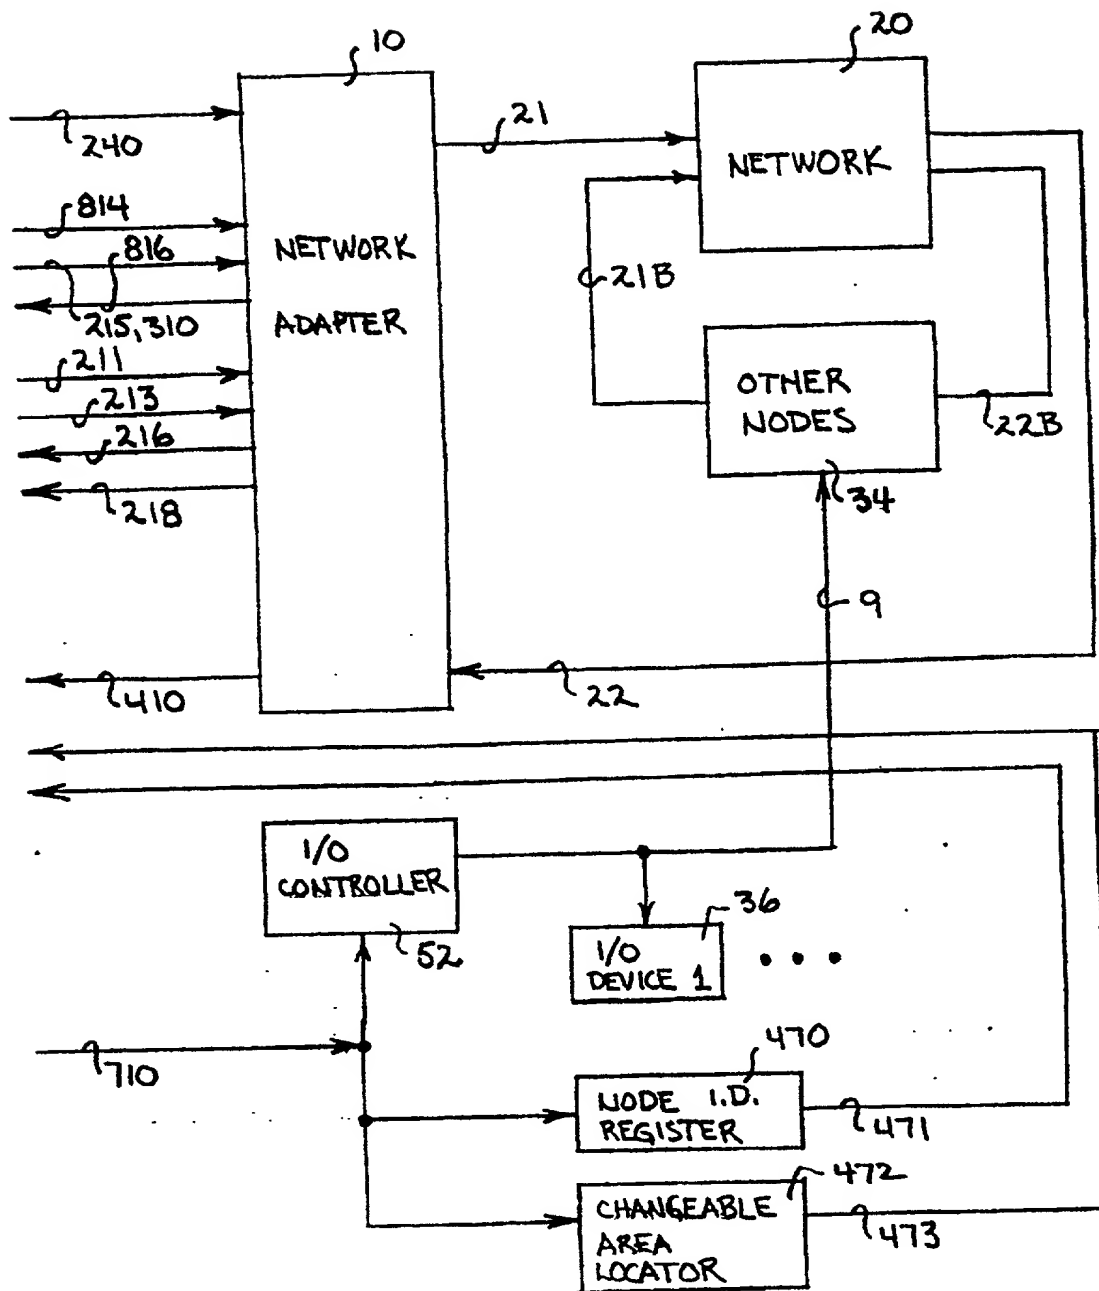 10
20
240
21
NETWORK
814
816
NETWORK
ADAPTER
21B
215,310
211
213
216
218
OTHER
NODES
22B
34
9
410
22
I/O
CONTROLLER
52
36
I/O
DEVICE 1
710
470
NODE I.D.
REGISTER
471
472
CHANGEABLE
AREA
LOCATOR
473